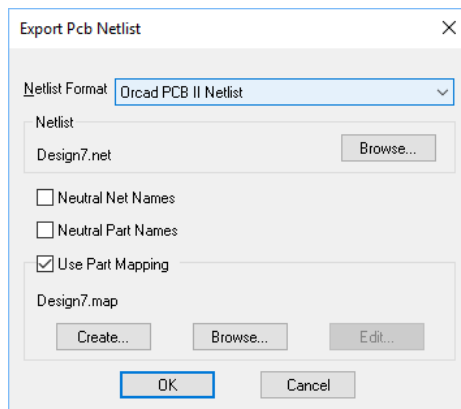 Export Pcb Netlist
Netlist Format Orcad PCB II Netlist
Netlist
Design7.net Browse...
Neutral Net Names
Neutral Part Names
Use Part Mapping
Design7.map
Create... Browse... Edit...
OK Cancel